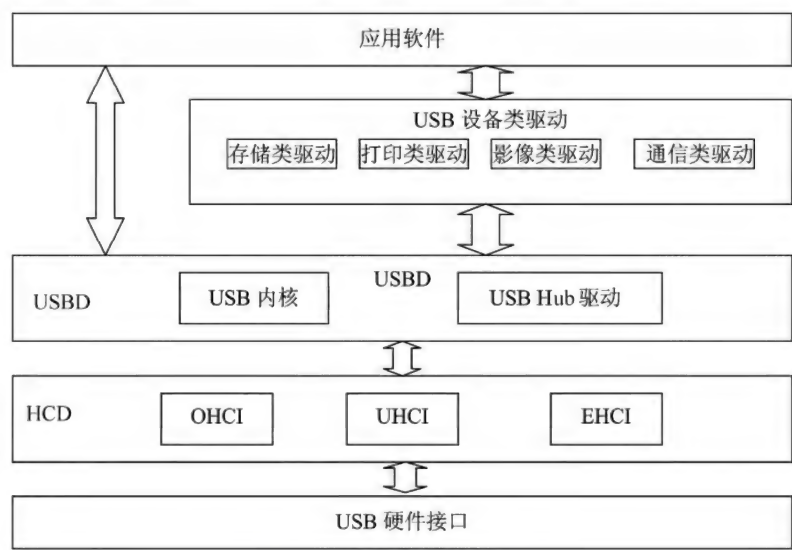 应用软件
USB 设备类驱动
存储类驱动 打印类驱动 影像类驱动 通信类驱动
USBD
USBD USB 内核 USB Hub 驱动
HCD OHCI UHCI EHCI
USB 硬件接口